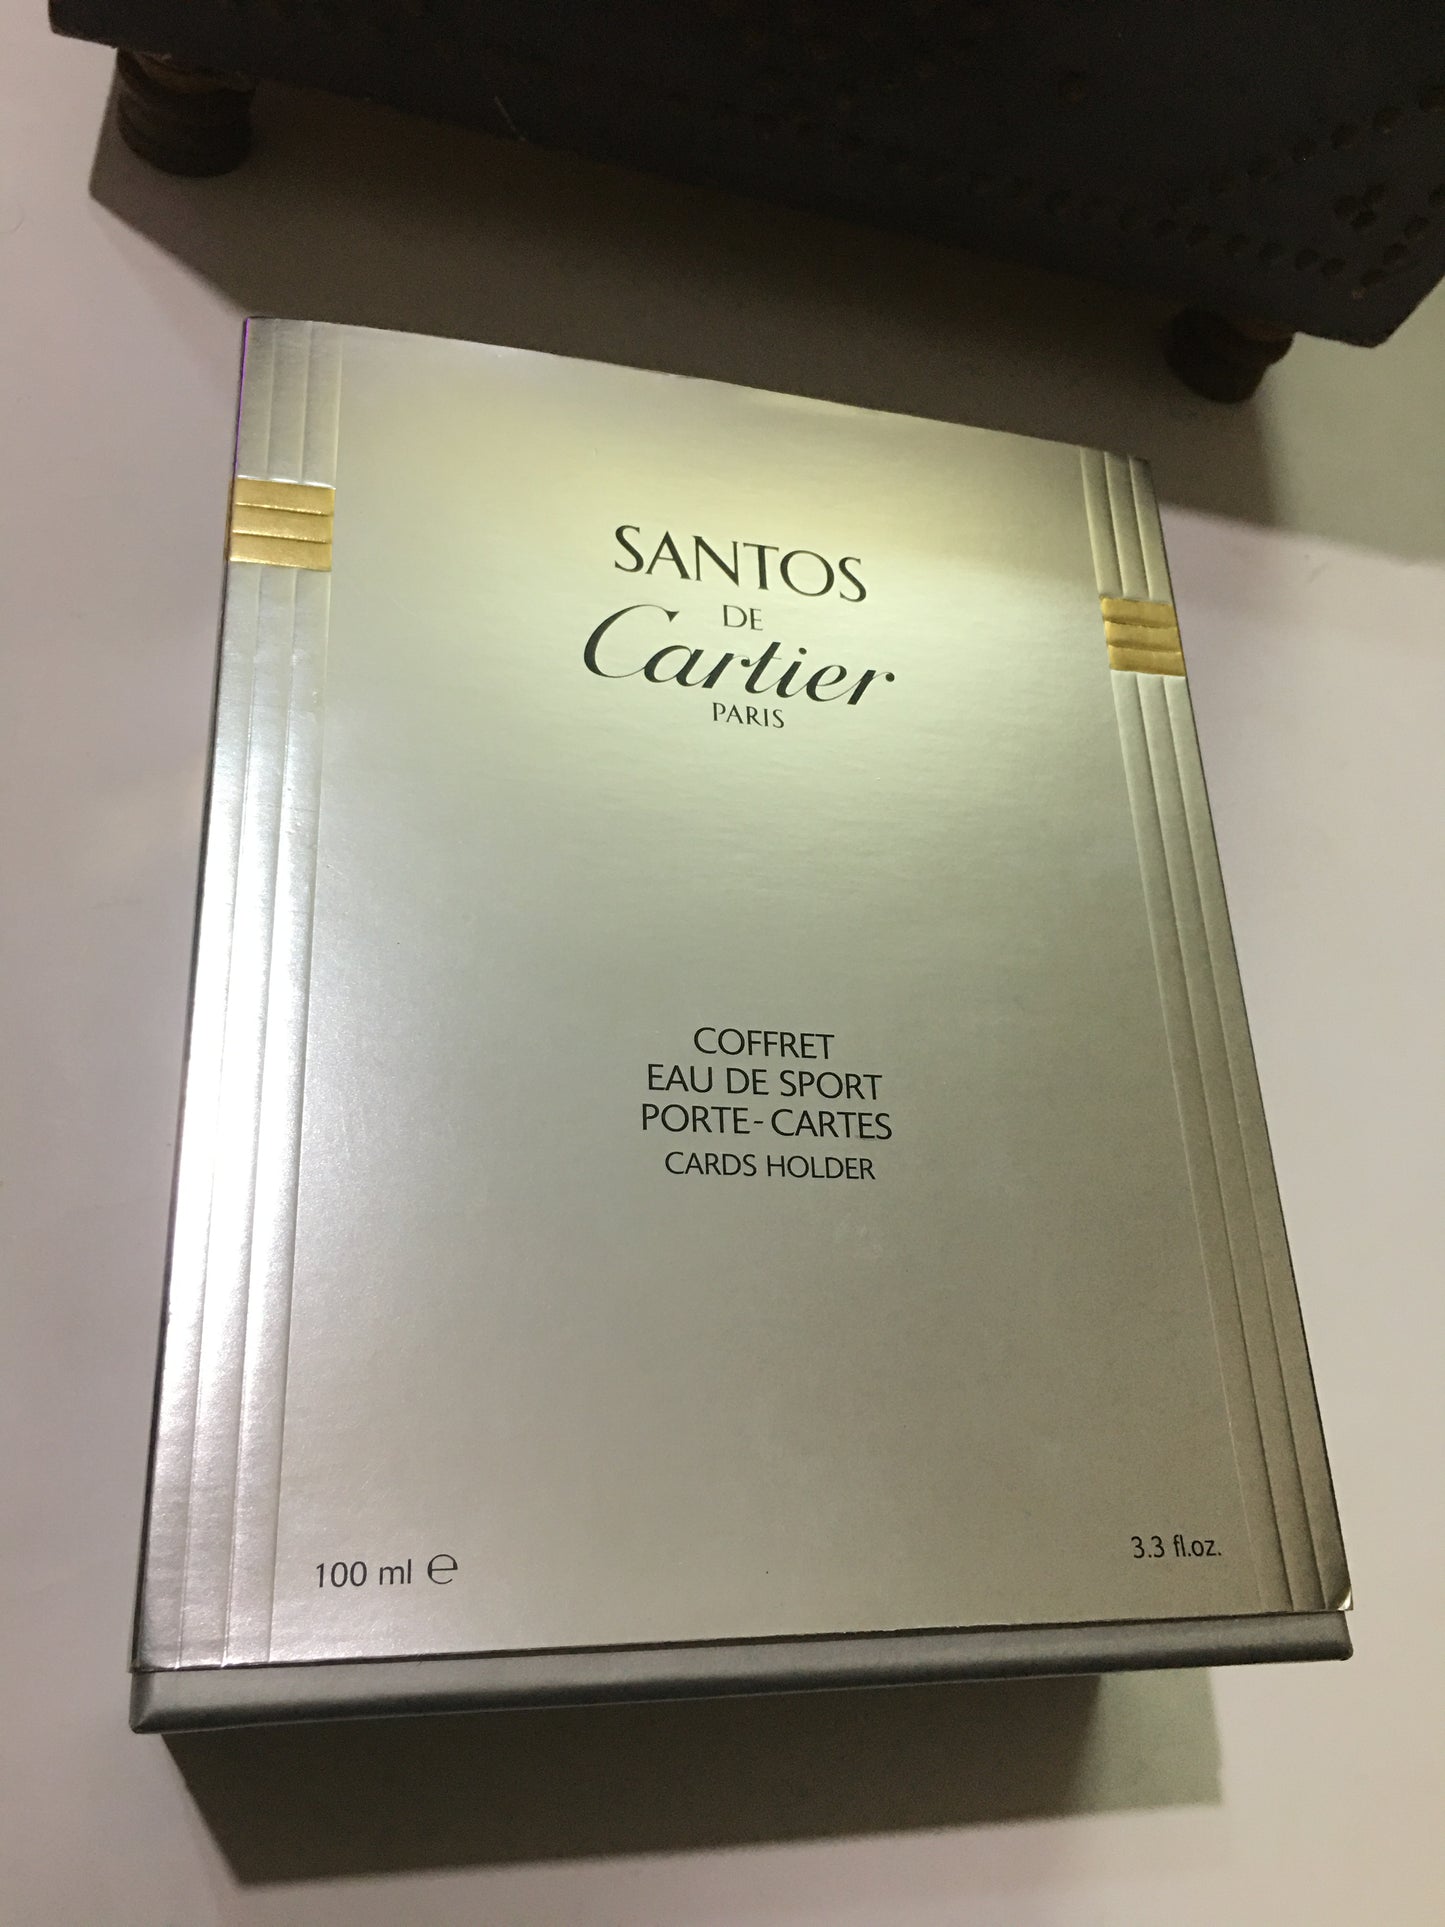 SANTOS
DE
Cartier
PARIS
COFFRET
EAU DE SPORT
PORTE-CARTES
CARDS HOLDER
100 ml ℮
3.3 fl.oz.